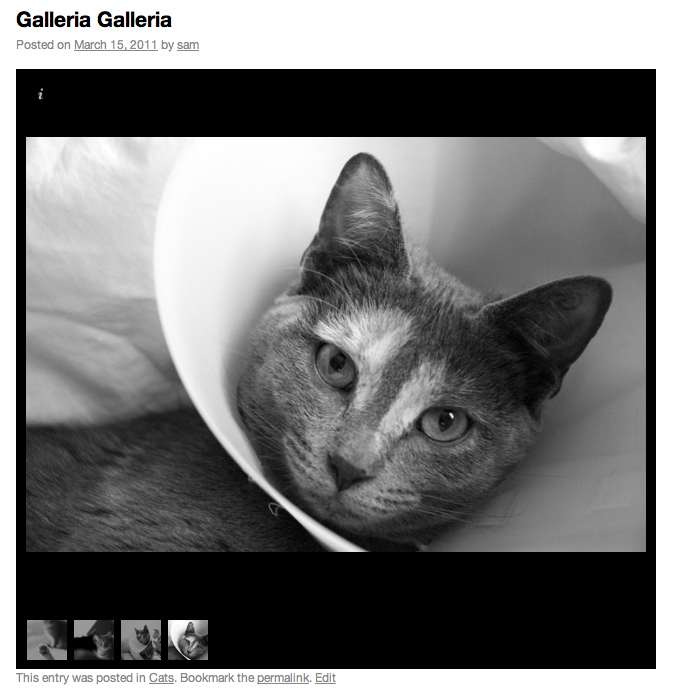 Galleria Galleria
Posted on March 15, 2011 by sam
i
This entry was posted in Cats. Bookmark the permalink. Edit